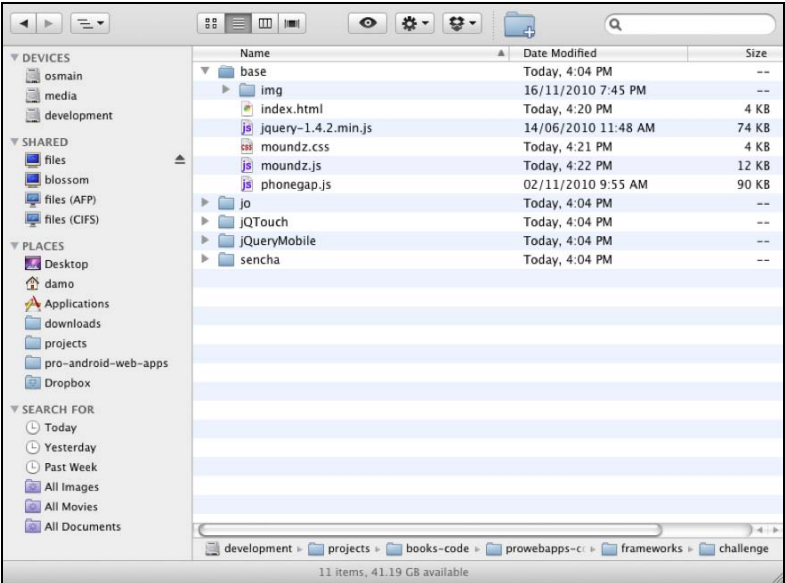 DEVICES
osmain
media
development
SHARED
files
blossom
files (AFP)
files (CIFS)
PLACES
Desktop
damo
Applications
downloads
projects
pro-android-web-apps
Dropbox
SEARCH FOR
Today
Yesterday
Past Week
All Images
All Movies
All Documents
Name Date Modified Size
base Today, 4:04 PM --
img 16/11/2010 7:45 PM --
index.html Today, 4:20 PM 4 KB
js jquery-1.4.2.min.js 14/06/2010 11:48 AM 74 KB
css moundz.css Today, 4:21 PM 4 KB
js moundz.js Today, 4:22 PM 12 KB
js phonegap.js 02/11/2010 9:55 AM 90 KB
jo Today, 4:04 PM --
jQTouch Today, 4:04 PM --
jQueryMobile Today, 4:04 PM --
sencha Today, 4:04 PM --
development projects books-code prowebapps-c frameworks challenge
11 items, 41.19 GB available